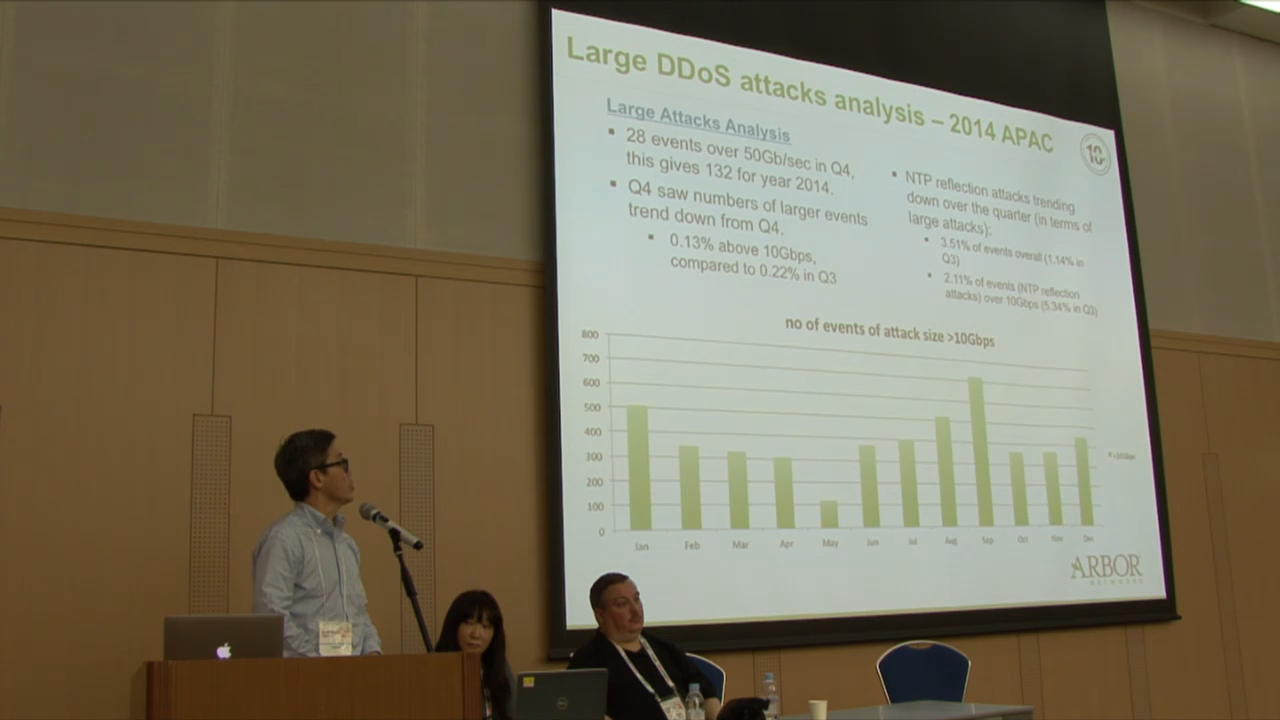 Large DDoS attacks analysis – 2014 APAC
Large Attacks Analysis
28 events over 50Gb/sec in Q4,
this gives 132 for year 2014.
Q4 saw numbers of larger events
trend down from Q4.
0.13% above 10Gbps,
compared to 0.22% in Q3
10
NTP reflection attacks trending
down over the quarter (in terms of
large attacks);
3.51% of events overall (1.14% in
Q3)
2.11% of events (NTP reflection
attacks) over 10Gbps (5.34% in Q3)
no of events of attack size >10Gbps
800
700
600
500
400
300
200
100
0
Jan Feb Mar Apr May Jun Jul Aug Sep Oct Nov Dec
ARBOR
NETWORKS